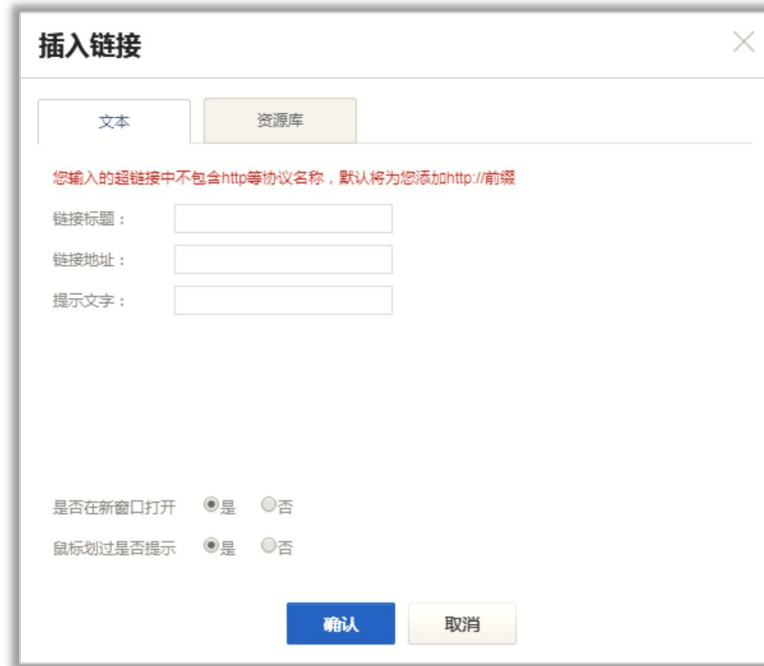 插入链接
文本 资源库
您输入的超链接中不包含http等协议名称，默认将为您添加http://前缀
链接标题：
链接地址：
提示文字：
是否在新窗口打开 是 否
鼠标划过是否提示 是 否
确认 取消